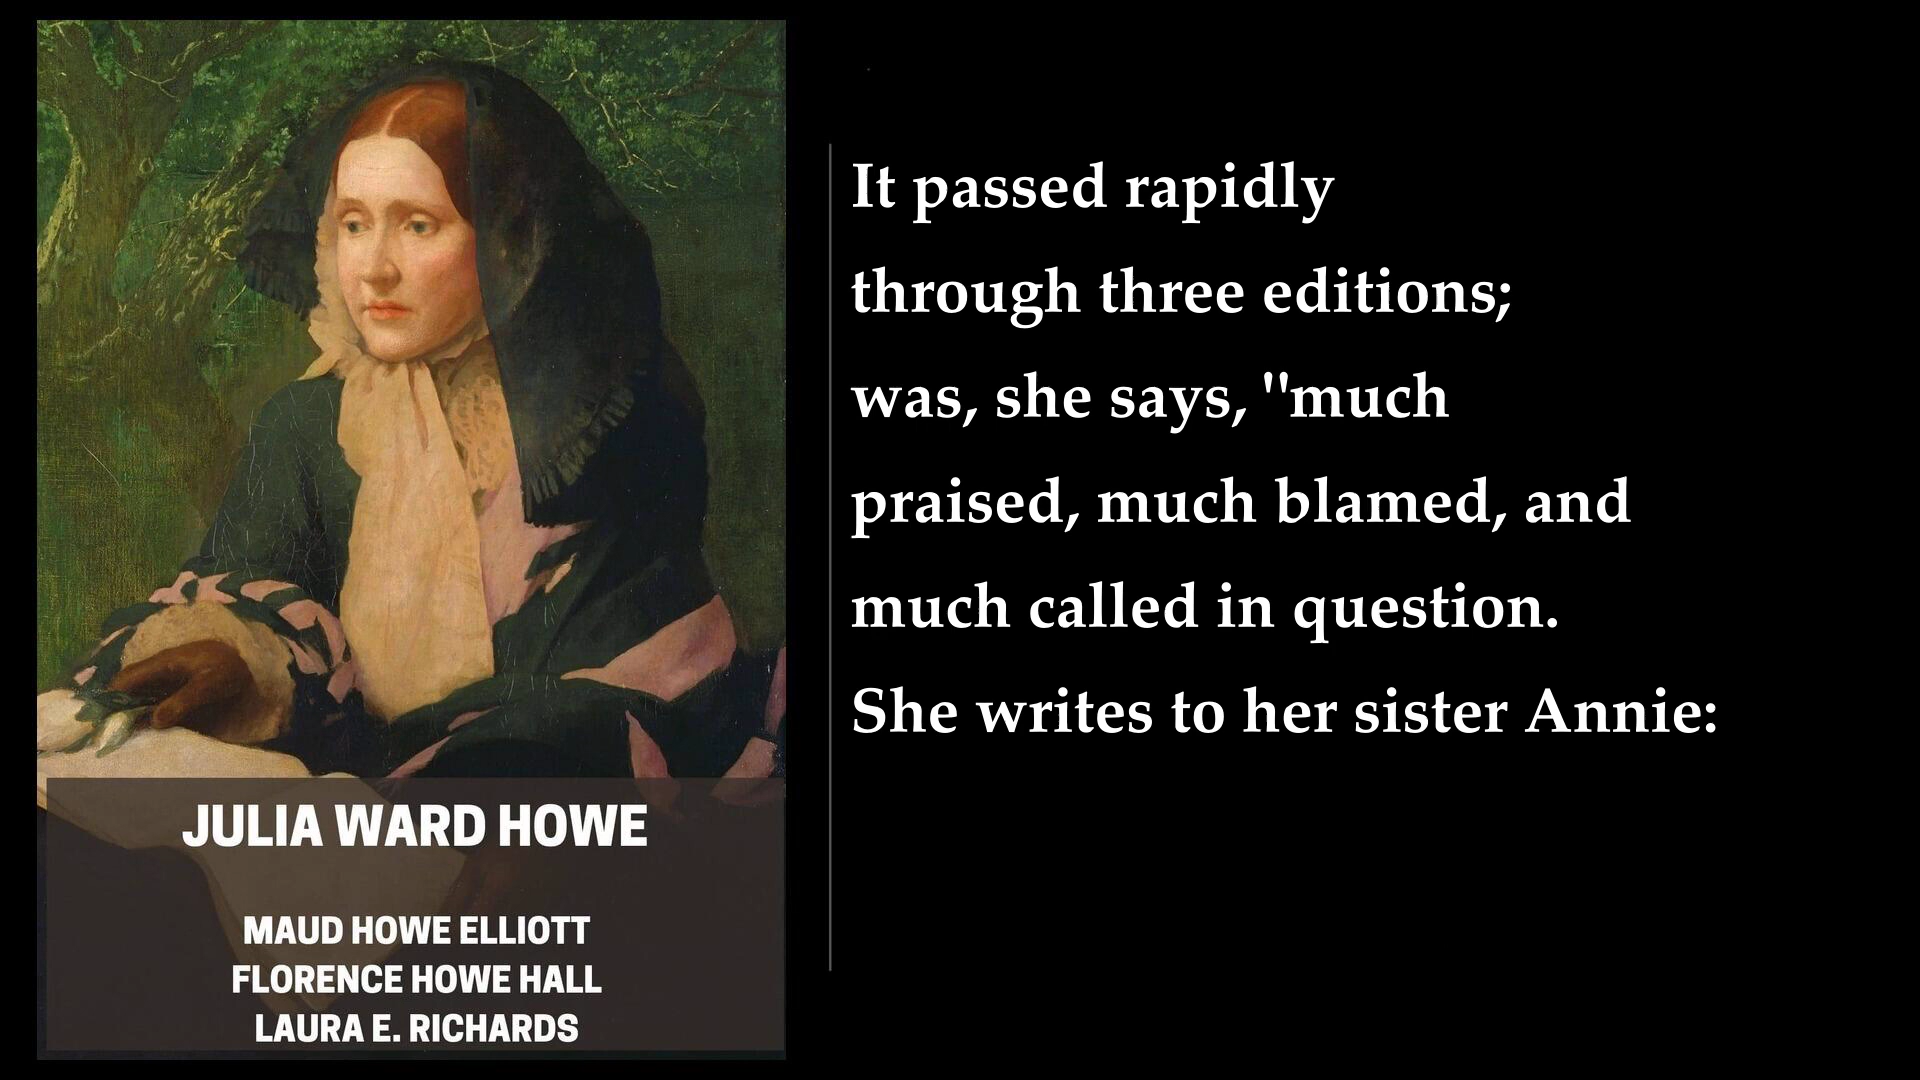 It passed rapidly
through three editions;
was, she says, "much
praised, much blamed, and
much called in question.
She writes to her sister Annie:
JULIA WARD HOWE
MAUD HOWE ELLIOTT
FLORENCE HOWE HALL
LAURA E. RICHARDS